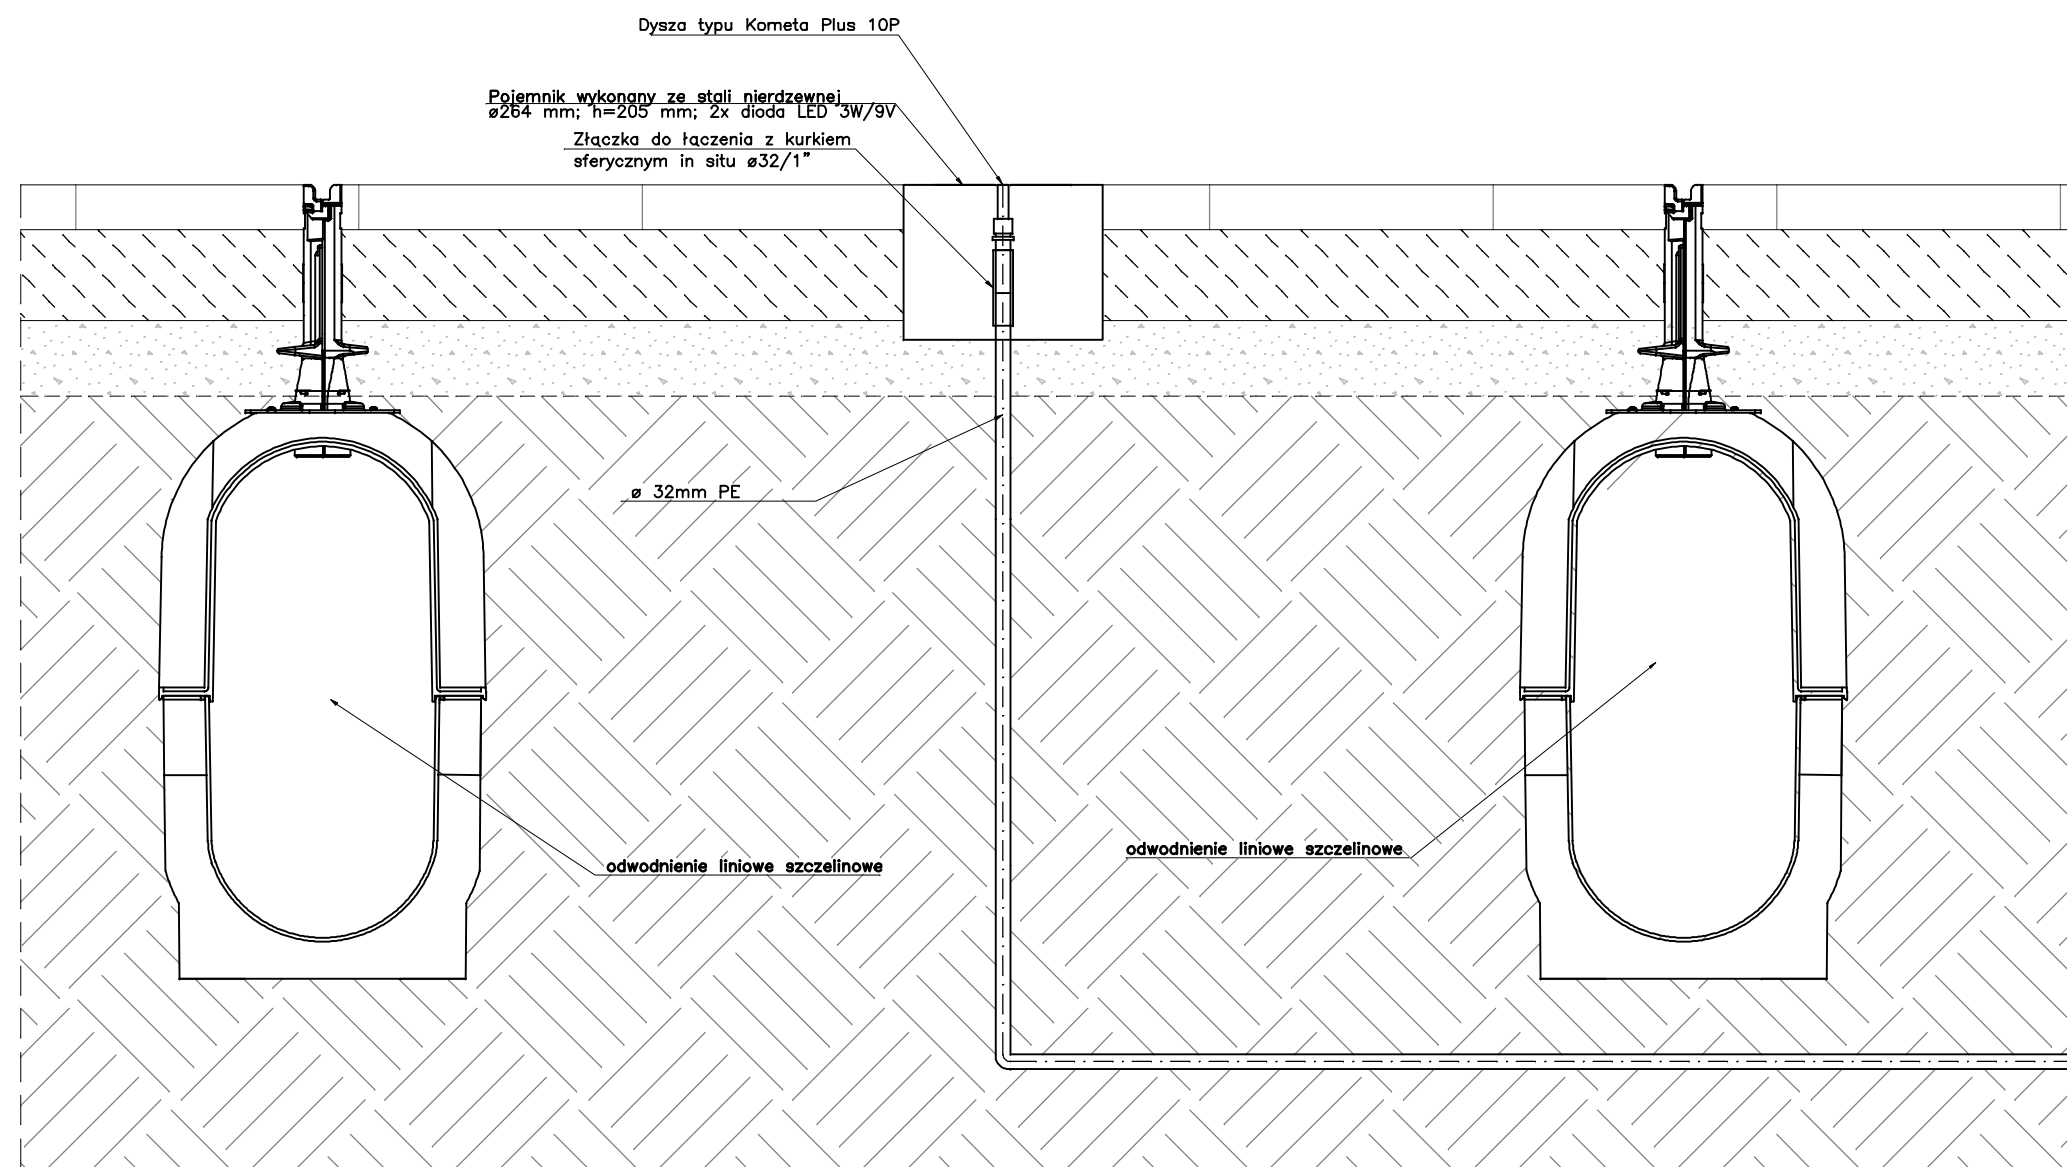 Dysza typu Kometa Plus 10P
Pojemnik wykonany ze stali nierdzewnej
ø264 mm; h=205 mm; 2x dioda LED 3W/9V
Złączka do łączenia z kurkiem
sferycznym in situ ø32/1”
ø 32mm PE
odwodnienie liniowe szczelinowe
odwodnienie liniowe szczelinowe